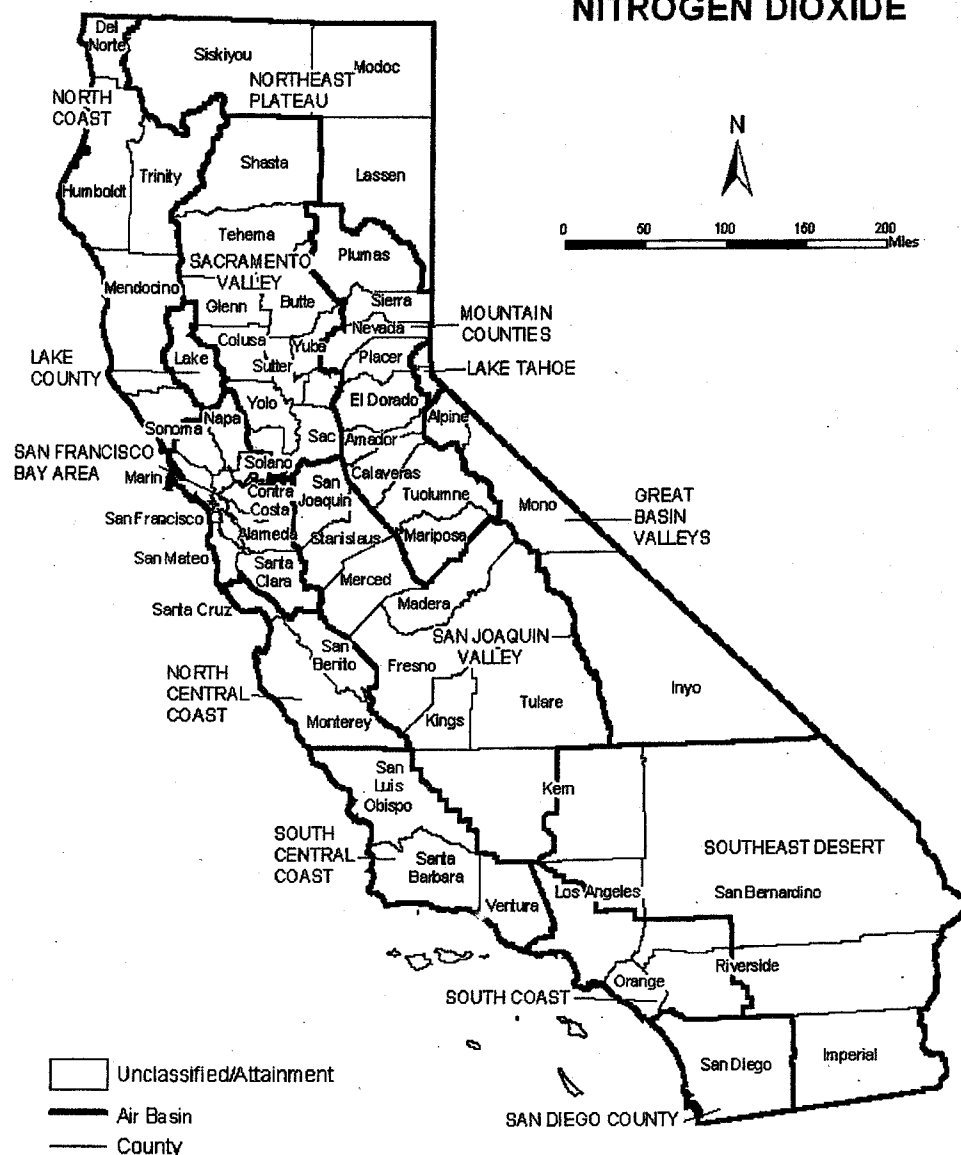 NITROGEN DIOXIDE
Del
Norte
Siskiyou
Modoc
NORTHEAST
PLATEAU
NORTH
COAST
N
Shasta
Trinity
Lassen
Humboldt
0 50 100 150 200
Miles
Tehema
Plumas
SACRAMENTO
VALLEY
Mendocino
Glenn
Butte
Sierra
MOUNTAIN
COUNTIES
Nevada
Colusa
Yuba
Placer
LAKE
COUNTY
Lake
Sutter
LAKE TAHOE
Yolo
El Dorado
Napa
Alpine
Sonoma
Sac
Amador
SAN FRANCISCO
BAY AREA
Solano
Calaveras
Marin
Contra
Costa
San
Joaquin
Tuolumne
Mono
GREAT
BASIN
VALLEYS
San Francisco
Alameda
Stanislaus
Mariposa
San Mateo
Santa
Clara
Merced
Santa Cruz
Madera
San
Berito
SAN JOAQUIN
VALLEY
Fresno
NORTH
CENTRAL
COAST
Inyo
Tulare
Monterey
Kings
San
Luis
Obispo
Kern
SOUTH
CENTRAL
COAST
Santa
Barbara
SOUTHEAST DESERT
Los Angeles
San Bernardino
Ventura
Riverside
Orange
SOUTH COAST
San Diego
Imperial
SAN DIEGO COUNTY
Unclassified/Attainment
Air Basin
County